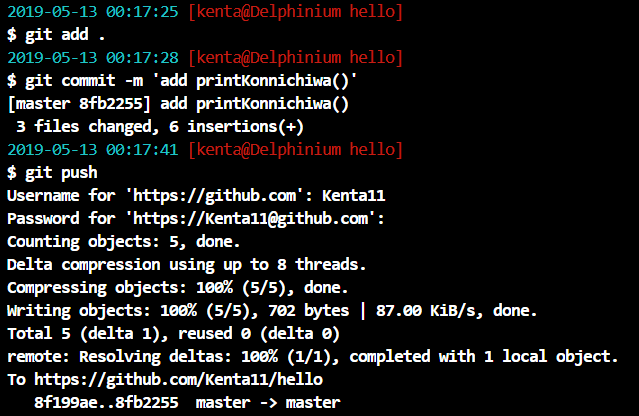 2019-05-13 00:17:25 [kenta@Delphinium hello]
$ git add .
2019-05-13 00:17:28 [kenta@Delphinium hello]
$ git commit -m 'add printKonnichiwa()'
[master 8fb2255] add printKonnichiwa()
 3 files changed, 6 insertions(+)
2019-05-13 00:17:41 [kenta@Delphinium hello]
$ git push
Username for 'https://github.com': Kenta11
Password for 'https://Kenta11@github.com':
Counting objects: 5, done.
Delta compression using up to 8 threads.
Compressing objects: 100% (5/5), done.
Writing objects: 100% (5/5), 702 bytes | 87.00 KiB/s, done.
Total 5 (delta 1), reused 0 (delta 0)
remote: Resolving deltas: 100% (1/1), completed with 1 local object.
To https://github.com/Kenta11/hello
   8f199ae..8fb2255  master -> master